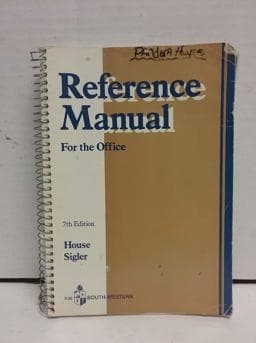 Reference
Manual
For the Office
7th Edition
House
Sigler
SOUTH-WESTERN